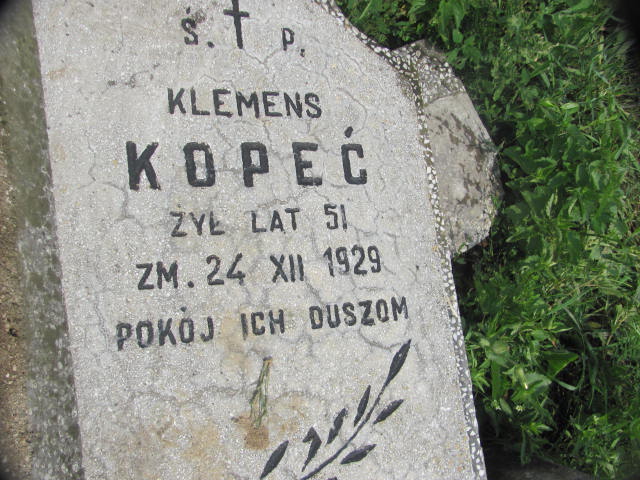 Ś. P.
KLEMENS
KOPEĆ
ŻYŁ LAT 51
ZM. 24 XII 1929
POKÓJ ICH DUSZOM